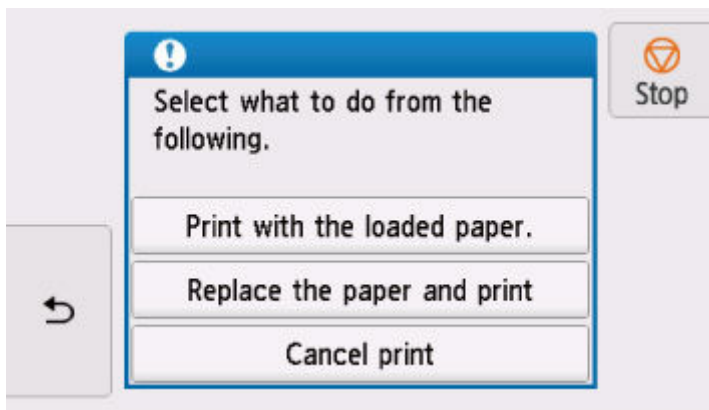 Select what to do from the
following.
Stop
Print with the loaded paper.
Replace the paper and print
Cancel print